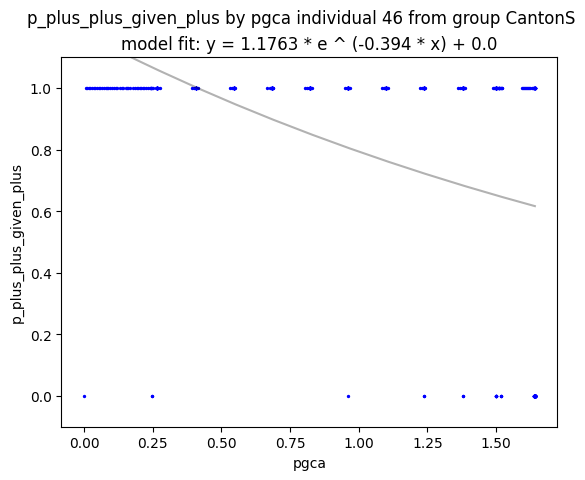 p_plus_plus_given_plus by pgca individual 46 from group CantonS
model fit: y = 1.1763 * e ^ (-0.394 * x) + 0.0
p_plus_plus_given_plus
1.0
0.8
0.6
0.4
0.2
0.0
0.00 0.25 0.50 0.75 1.00 1.25 1.50
pgca